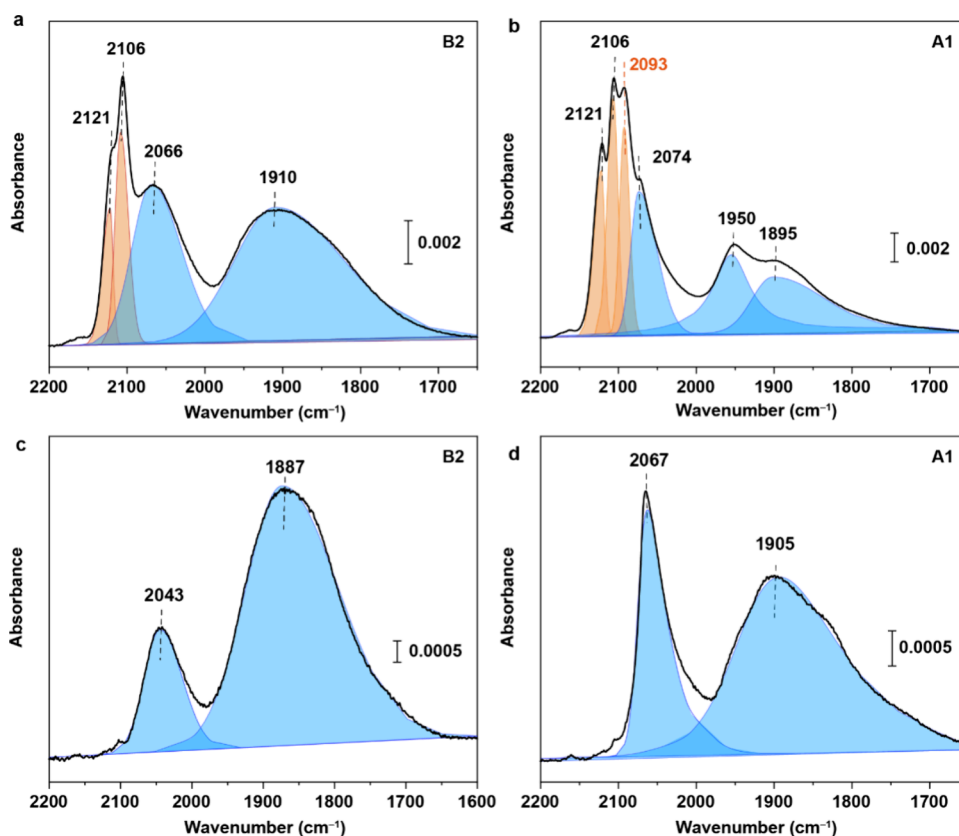 a
B2
2106
2121
2066
1910
0.002
Absorbance
2200 2100 2000 1900 1800 1700
Wavenumber (cm⁻¹)
b
A1
2106
2093
2121
2074
1950
1895
0.002
Absorbance
2200 2100 2000 1900 1800 1700
Wavenumber (cm⁻¹)
c
B2
1887
2043
0.0005
Absorbance
2200 2100 2000 1900 1800 1700 1600
Wavenumber (cm⁻¹)
d
A1
2067
1905
0.0005
Absorbance
2200 2100 2000 1900 1800 1700
Wavenumber (cm⁻¹)